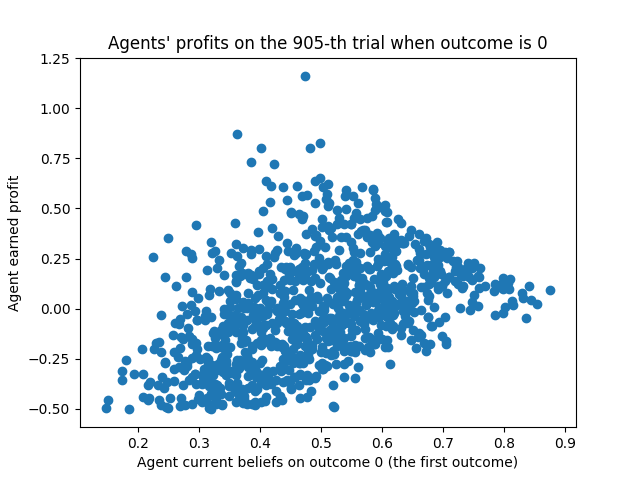 Agents' profits on the 905-th trial when outcome is 0
1.25
1.00
0.75
0.50
0.25
0.00
−0.25
−0.50
Agent earned profit
0.2 0.3 0.4 0.5 0.6 0.7 0.8 0.9
Agent current beliefs on outcome 0 (the first outcome)